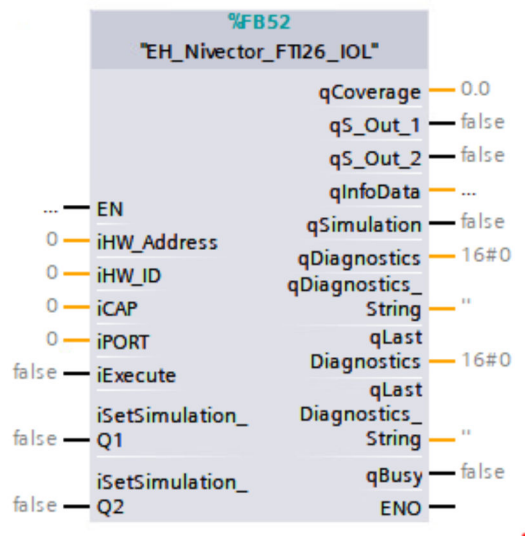 %FB52
"EH_Nivector_FTI26_IOL"
qCoverage 0.0
qS_Out_1 false
qS_Out_2 false
qInfoData ...
... EN
qSimulation false
0 iHW_Address
qDiagnostics 16#0
0 iHW_ID
qDiagnostics_
String ''
0 iCAP
qLast
0 iPORT
Diagnostics 16#0
false iExecute
qLast
Diagnostics_
iSetSimulation_
String ''
false Q1
qBusy false
iSetSimulation_
false Q2
ENO